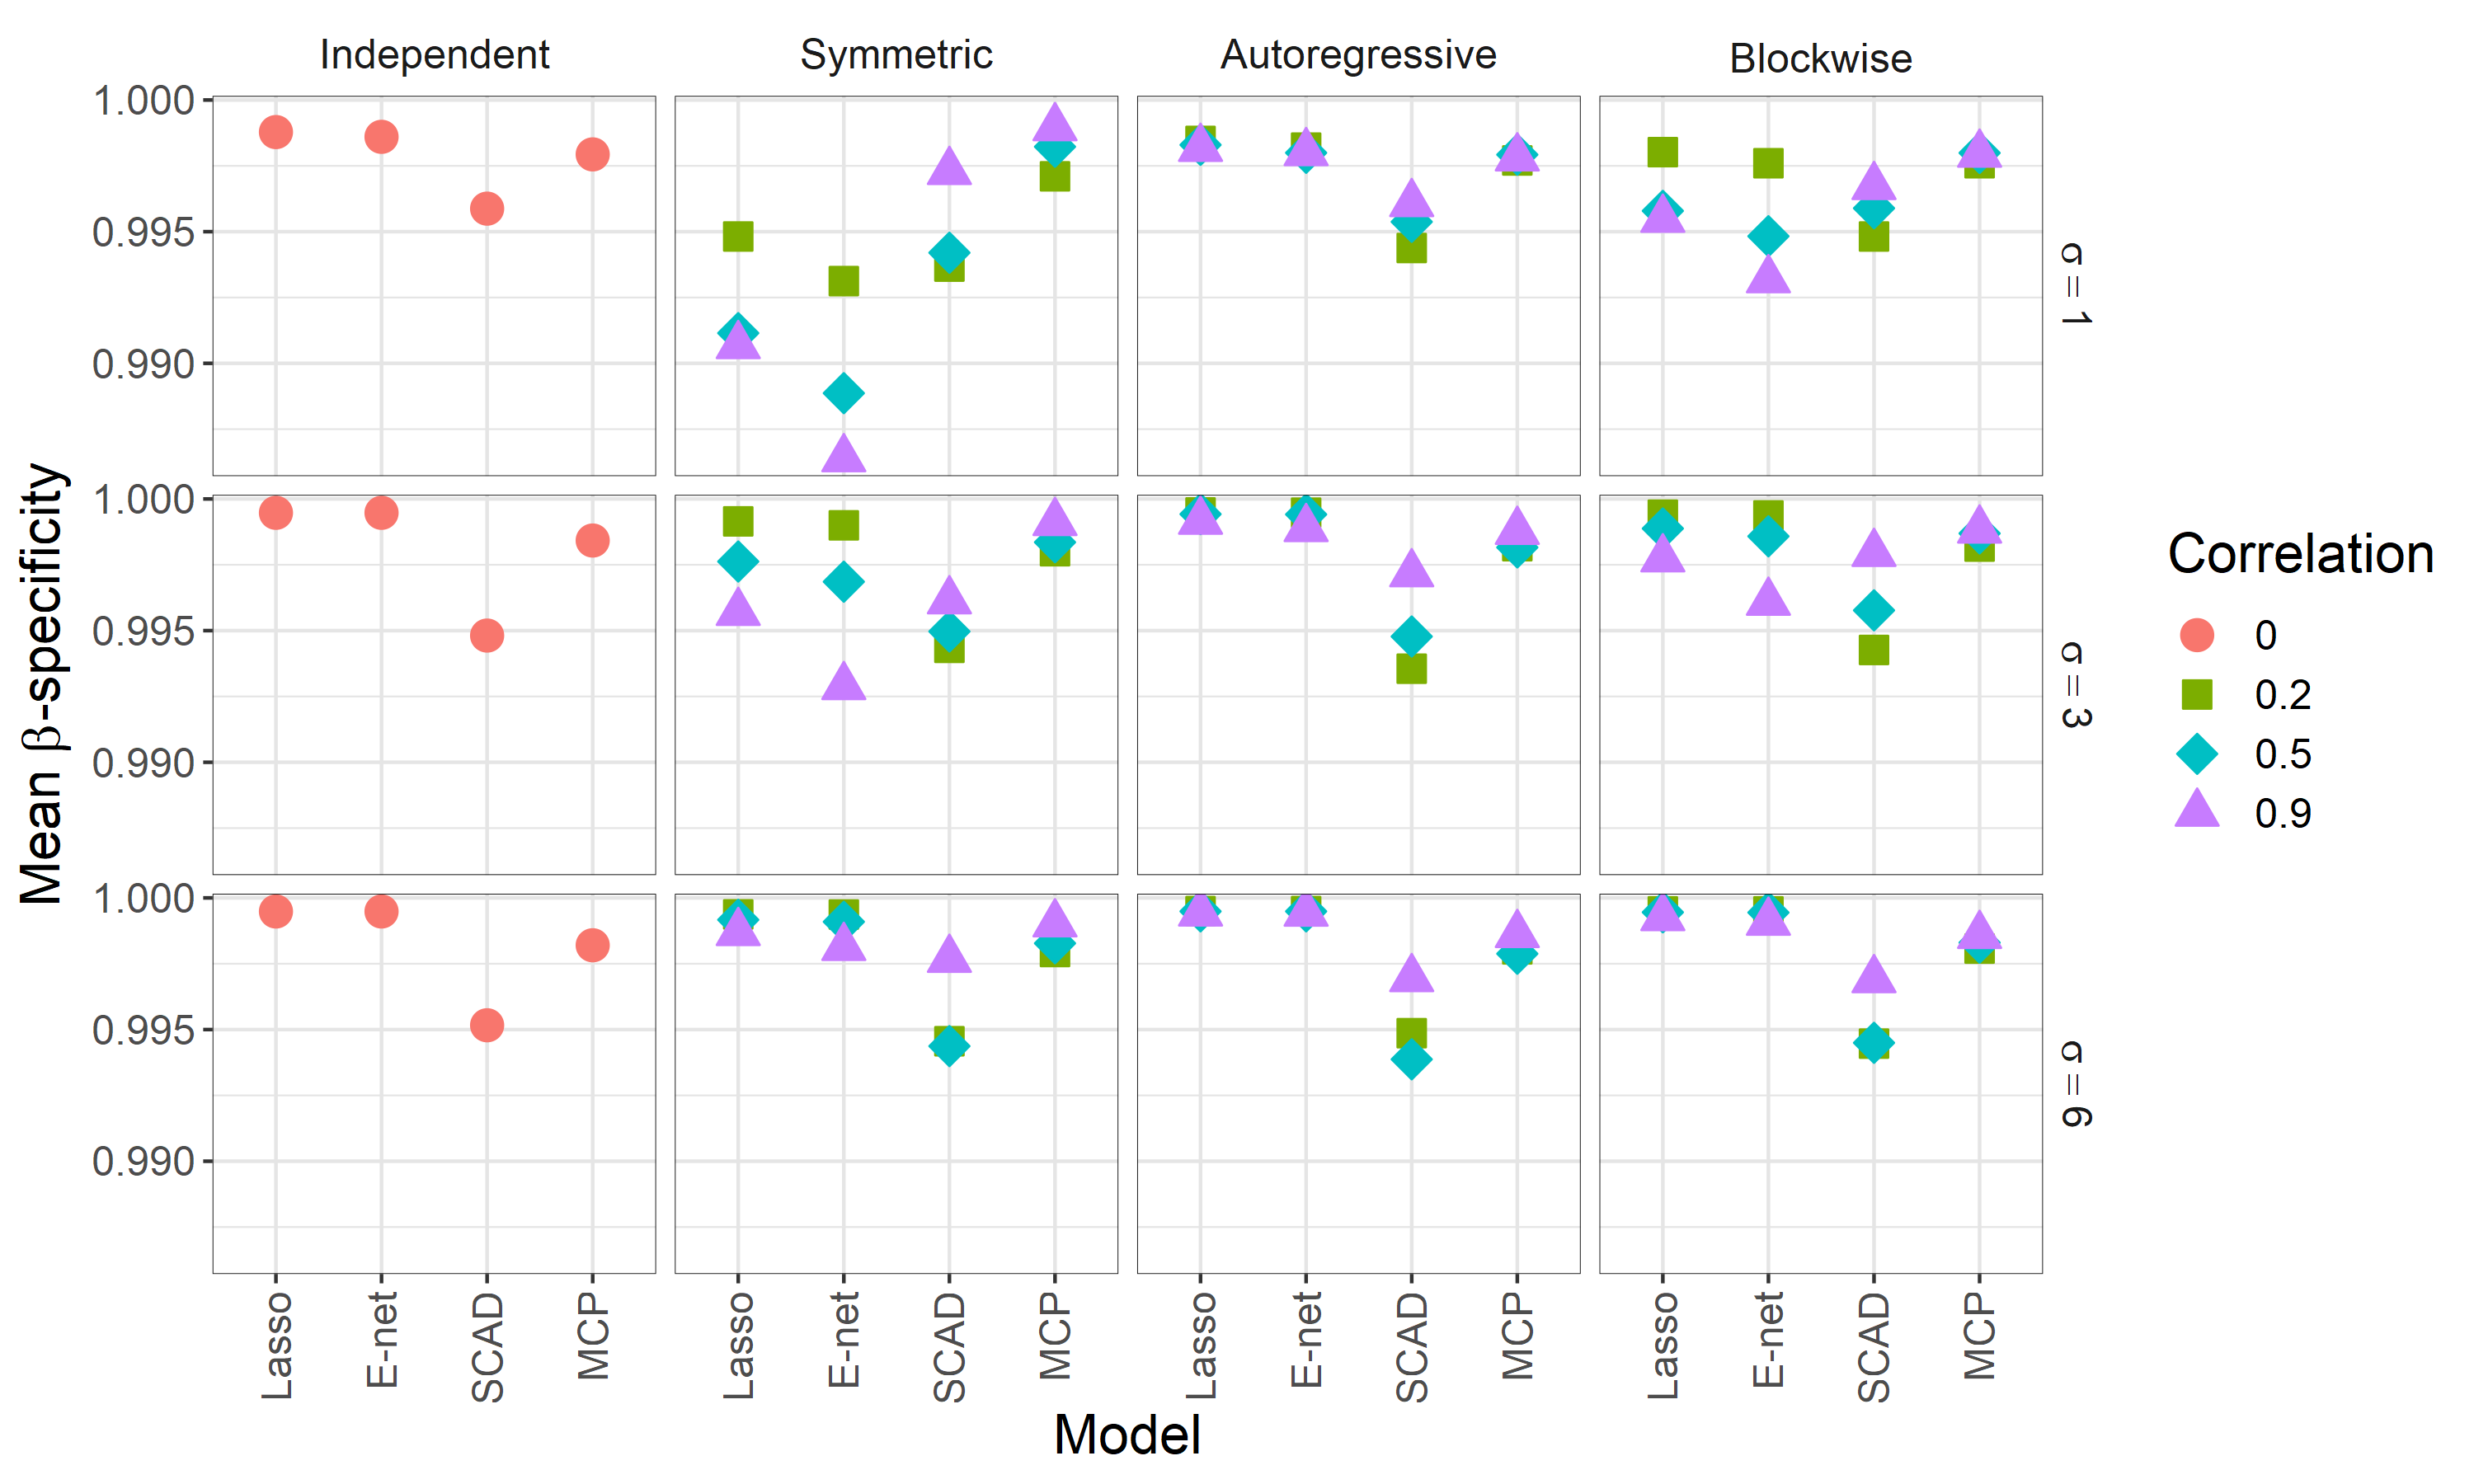 Independent Symmetric Autoregressive Blockwise
1.000
0.995
0.990
σ = 1
1.000
0.995
0.990
σ = 3
1.000
0.995
0.990
σ = 6
Mean β-specificity
Lasso E-net SCAD MCP Lasso E-net SCAD MCP Lasso E-net SCAD MCP Lasso E-net SCAD MCP
Model
Correlation
0
0.2
0.5
0.9